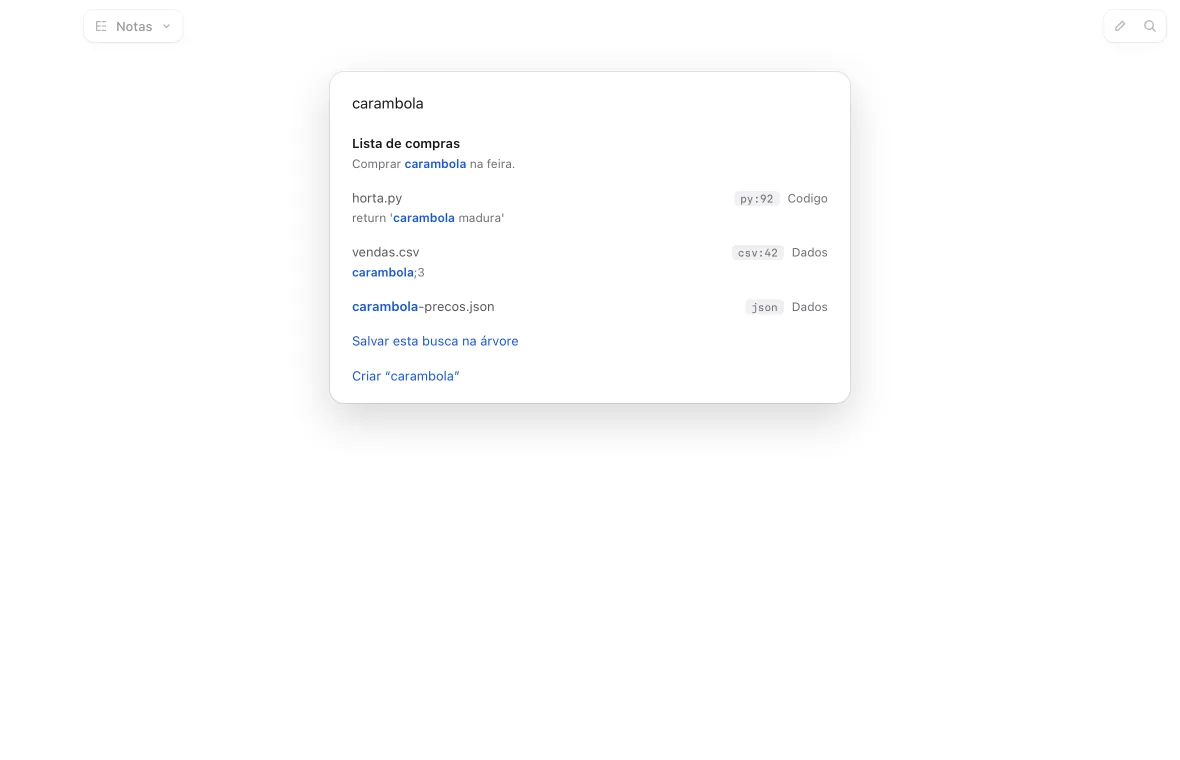 Notas
carambola
Lista de compras
Comprar carambola na feira.
horta.py py:92 Codigo
return 'carambola madura'
vendas.csv csv:42 Dados
carambola;3
carambola-precos.json json Dados
Salvar esta busca na árvore
Criar “carambola”